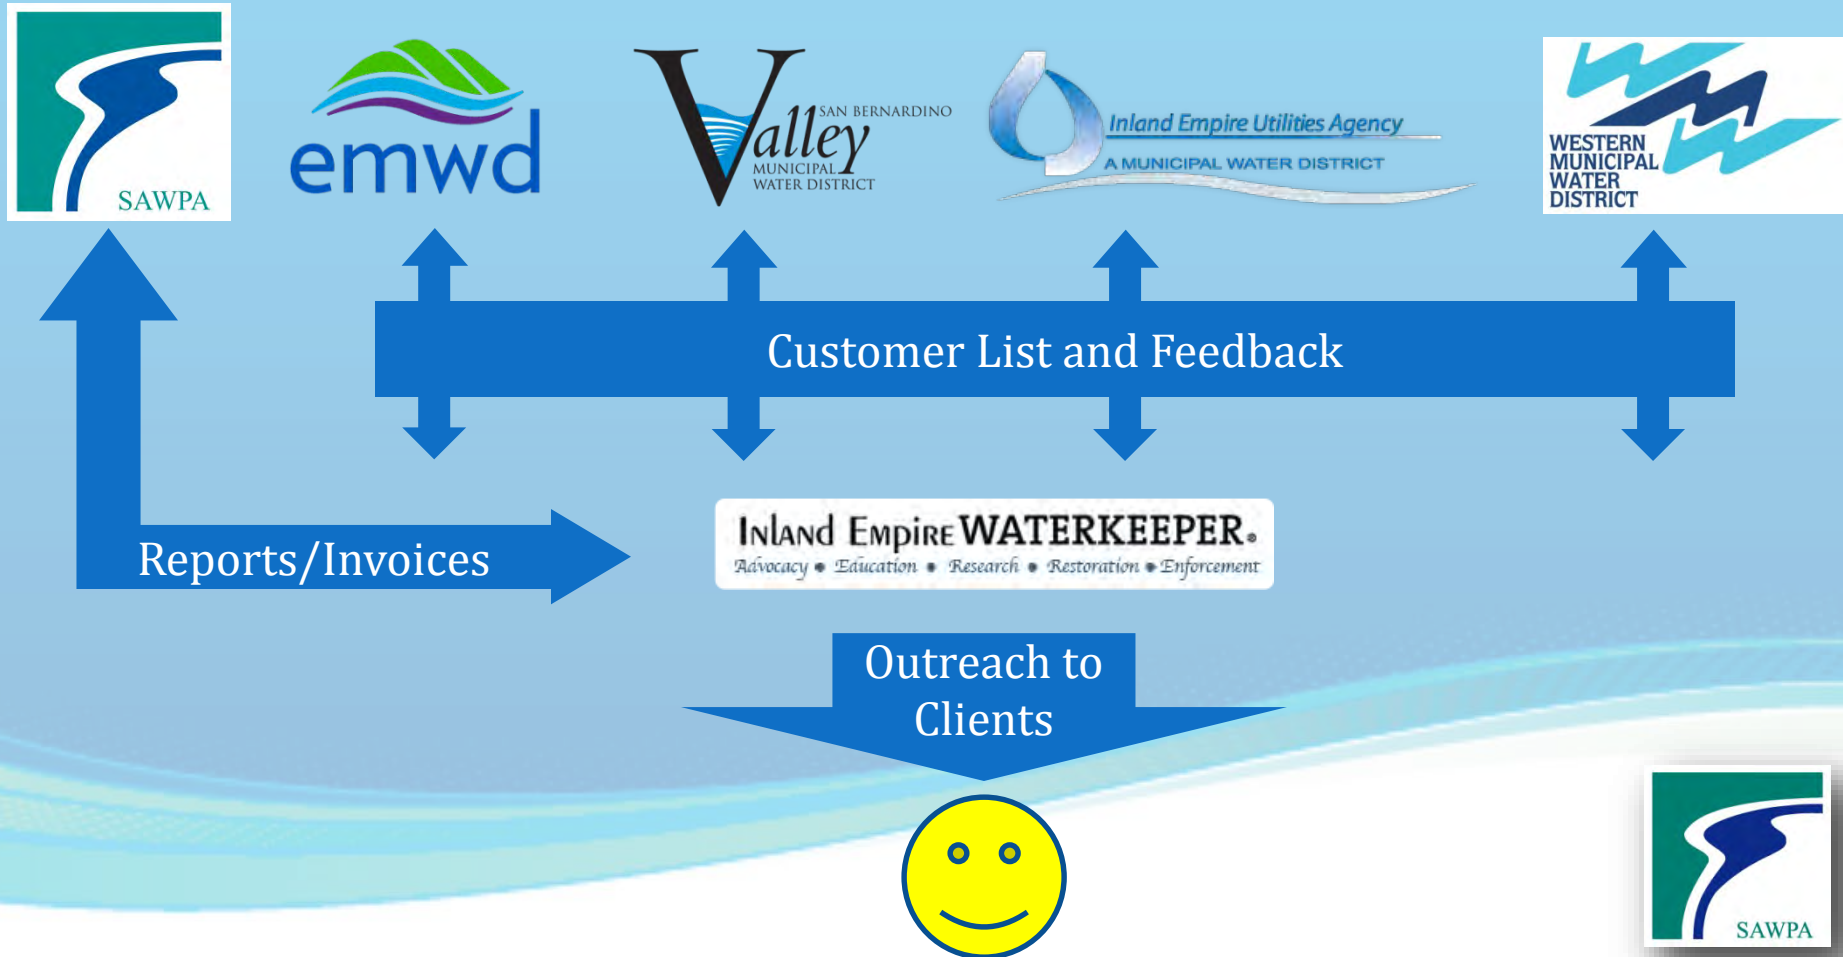 SAWPA
emwd
Valley
SAN BERNARDINO
MUNICIPAL
WATER DISTRICT
Inland Empire Utilities Agency
A MUNICIPAL WATER DISTRICT
WESTERN
MUNICIPAL
WATER
DISTRICT
Customer List and Feedback
Reports/Invoices
INLAND EMPIRE WATERKEEPER®
Advocacy • Education • Research • Restoration • Enforcement
Outreach to
Clients
SAWPA